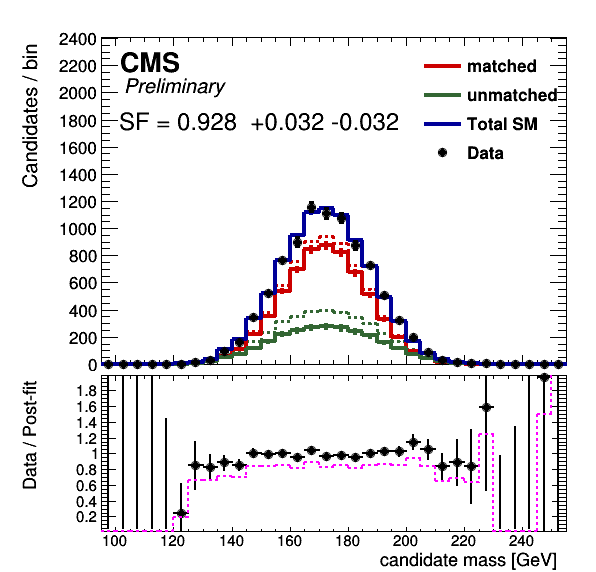 2400
2200
2000
1800
1600
1400
1200
1000
800
600
400
200
0
Candidates / bin
CMS
Preliminary
SF = 0.928 +0.032 -0.032
matched
unmatched
Total SM
Data
1.8
1.6
1.4
1.2
1
0.8
0.6
0.4
0.2
Data / Post-fit
100 120 140 160 180 200 220 240
candidate mass [GeV]